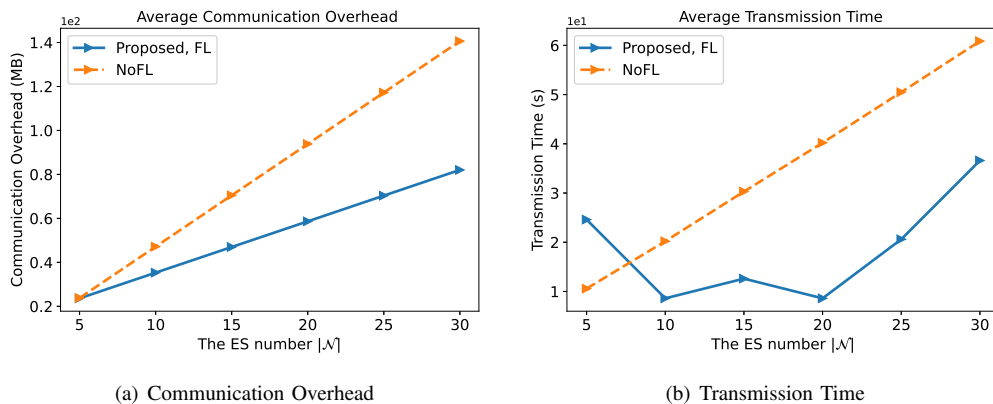 Average Communication Overhead
1e2
Communication Overhead (MB)
1.4
1.2
1.0
0.8
0.6
0.4
0.2
Proposed, FL
NoFL
5 10 15 20 25 30
The ES number |𝒩|
(a) Communication Overhead
Average Transmission Time
1e1
Transmission Time (s)
6
5
4
3
2
1
Proposed, FL
NoFL
5 10 15 20 25 30
The ES number |𝒩|
(b) Transmission Time